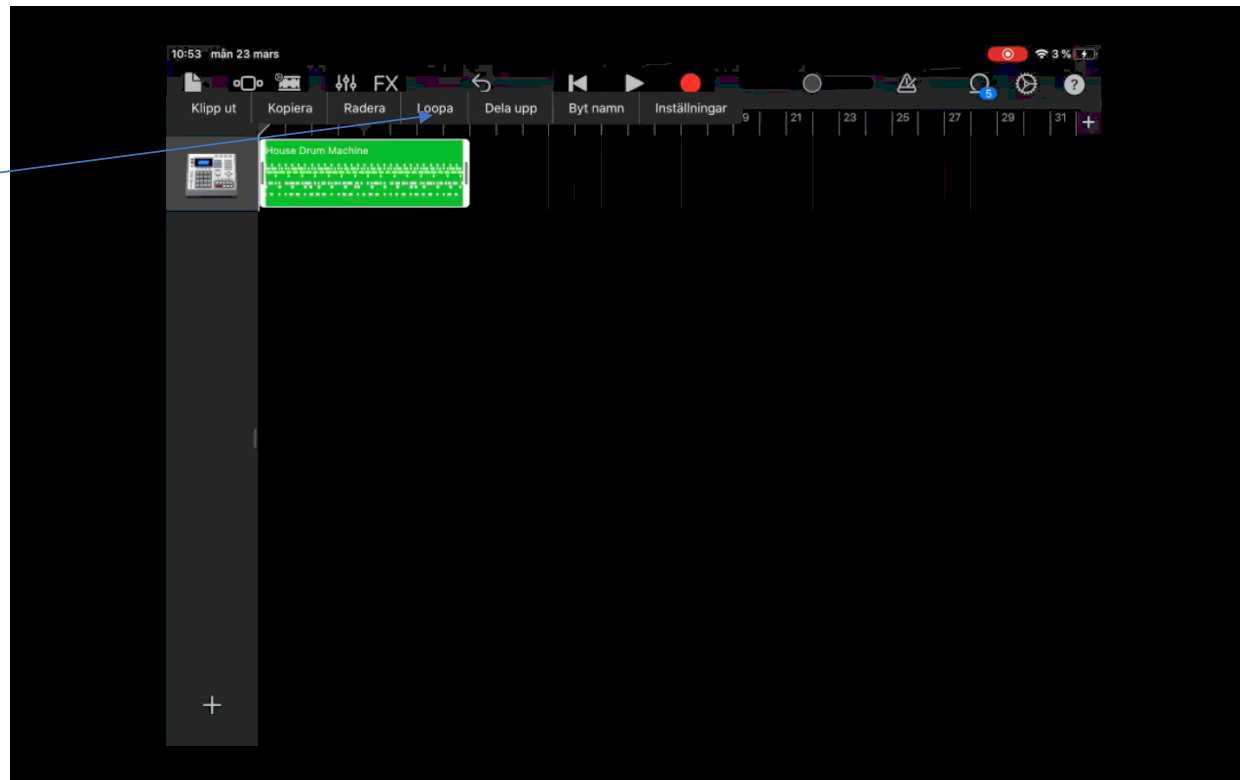 10:53 mån 23 mars 3 %
FX
5
?
Klipp ut Kopiera Radera Loopa Dela upp Byt namn Inställningar
9 21 23 25 27 29 31 +
House Drum Machine
+